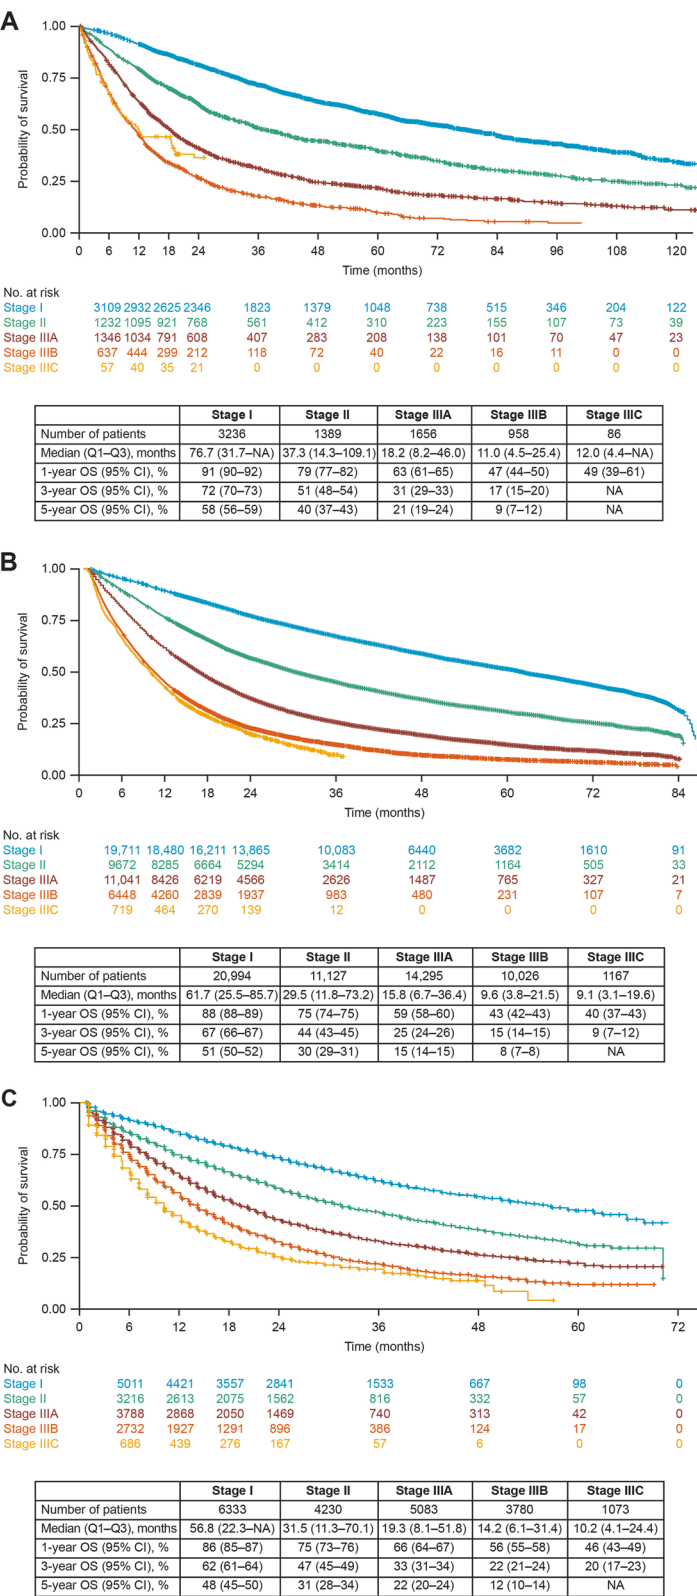 A
1.00
0.75
0.50
0.25
0.00
Probability of survival
0 6 12 18 24 36 48 60 72 84 96 108 120
Time (months)
No. at risk
Stage I 3109 2932 2625 2346 1823 1379 1048 738 515 346 204 122
Stage II 1232 1095 921 768 561 412 310 223 155 107 73 39
Stage IIIA 1346 1034 791 608 407 283 208 138 101 70 47 23
Stage IIIB 637 444 299 212 118 72 40 22 16 11 0 0
Stage IIIC 57 40 35 21 0 0 0 0 0 0 0 0
Stage I Stage II Stage IIIA Stage IIIB Stage IIIC
Number of patients 3236 1389 1656 958 86
Median (Q1–Q3), months 76.7 (31.7–NA) 37.3 (14.3–109.1) 18.2 (8.2–46.0) 11.0 (4.5–25.4) 12.0 (4.4–NA)
1-year OS (95% CI), % 91 (90–92) 79 (77–82) 63 (61–65) 47 (44–50) 49 (39–61)
3-year OS (95% CI), % 72 (70–73) 51 (48–54) 31 (29–33) 17 (15–20) NA
5-year OS (95% CI), % 58 (56–59) 40 (37–43) 21 (19–24) 9 (7–12) NA
B
1.00
0.75
0.50
0.25
0.00
Probability of survival
0 6 12 18 24 36 48 60 72 84
Time (months)
No. at risk
Stage I 19,711 18,480 16,211 13,865 10,083 6440 3682 1610 91
Stage II 9672 8285 6664 5294 3414 2112 1164 505 33
Stage IIIA 11,041 8426 6219 4566 2626 1487 765 327 21
Stage IIIB 6448 4260 2839 1937 983 480 231 107 7
Stage IIIC 719 464 270 139 12 0 0 0 0
Stage I Stage II Stage IIIA Stage IIIB Stage IIIC
Number of patients 20,994 11,127 14,295 10,026 1167
Median (Q1–Q3), months 61.7 (25.5–85.7) 29.5 (11.8–73.2) 15.8 (6.7–36.4) 9.6 (3.8–21.5) 9.1 (3.1–19.6)
1-year OS (95% CI), % 88 (88–89) 75 (74–75) 59 (58–60) 43 (42–43) 40 (37–43)
3-year OS (95% CI), % 67 (66–67) 44 (43–45) 25 (24–26) 15 (14–15) 9 (7–12)
5-year OS (95% CI), % 51 (50–52) 30 (29–31) 15 (14–15) 8 (7–8) NA
C
1.00
0.75
0.50
0.25
0.00
Probability of survival
0 6 12 18 24 36 48 60 72
Time (months)
No. at risk
Stage I 5011 4421 3557 2841 1533 667 98 0
Stage II 3216 2613 2075 1562 816 332 57 0
Stage IIIA 3788 2868 2050 1469 740 313 42 0
Stage IIIB 2732 1927 1291 896 386 124 17 0
Stage IIIC 686 439 276 167 57 6 0 0
Stage I Stage II Stage IIIA Stage IIIB Stage IIIC
Number of patients 6333 4230 5083 3780 1073
Median (Q1–Q3), months 56.8 (22.3–NA) 31.5 (11.3–70.1) 19.3 (8.1–51.8) 14.2 (6.1–31.4) 10.2 (4.1–24.4)
1-year OS (95% CI), % 86 (85–87) 75 (73–76) 66 (64–67) 56 (55–58) 46 (43–49)
3-year OS (95% CI), % 62 (61–64) 47 (45–49) 33 (31–34) 22 (21–24) 20 (17–23)
5-year OS (95% CI), % 48 (45–50) 31 (28–34) 22 (20–24) 12 (10–14) NA